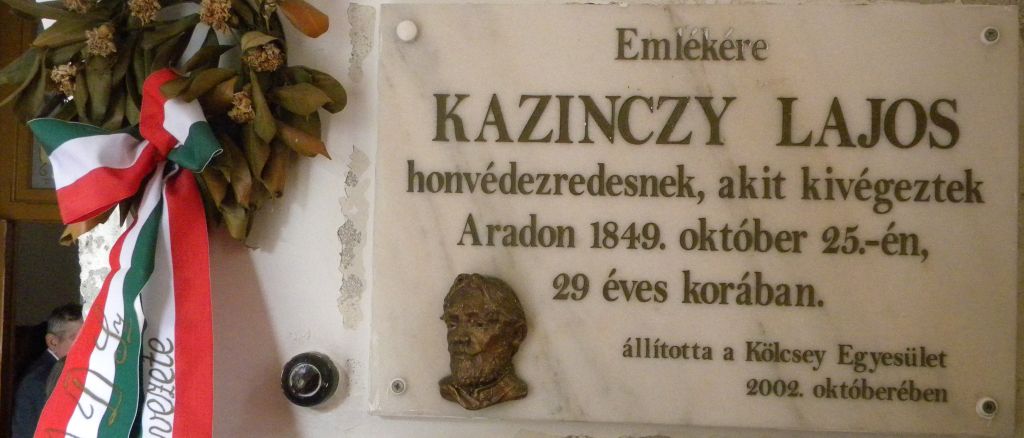 Emlékére
KAZINCZY LAJOS
honvédezredesnek, akit kivégeztek
Aradon 1849. október 25.-én,
29 éves korában.
állította a Kölcsey Egyesület
2002. októberében